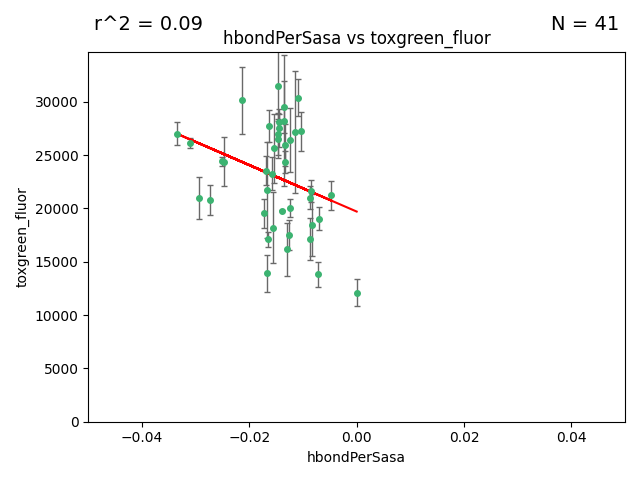 r^2 = 0.09
N = 41
hbondPerSasa vs toxgreen_fluor
30000
25000
20000
15000
10000
5000
0
toxgreen_fluor
−0.04
−0.02
0.00
0.02
0.04
hbondPerSasa